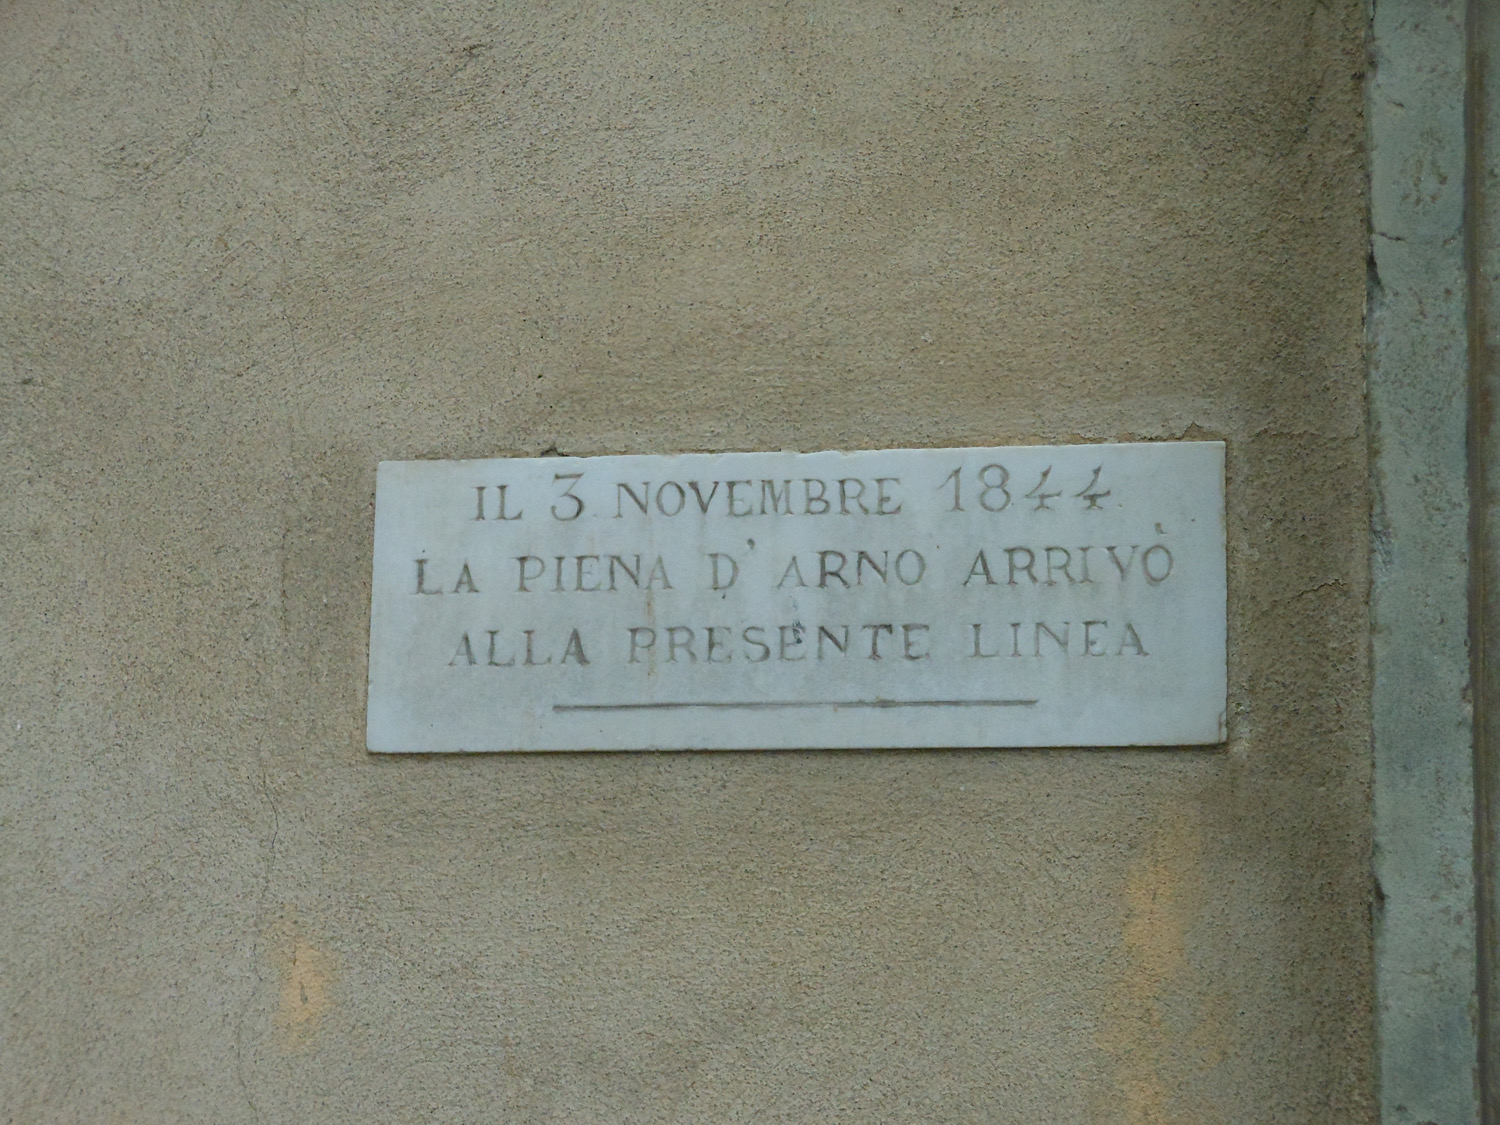 IL 3 NOVEMBRE 1844
LA PIENA D'ARNO ARRIVÒ
ALLA PRESENTE LINEA